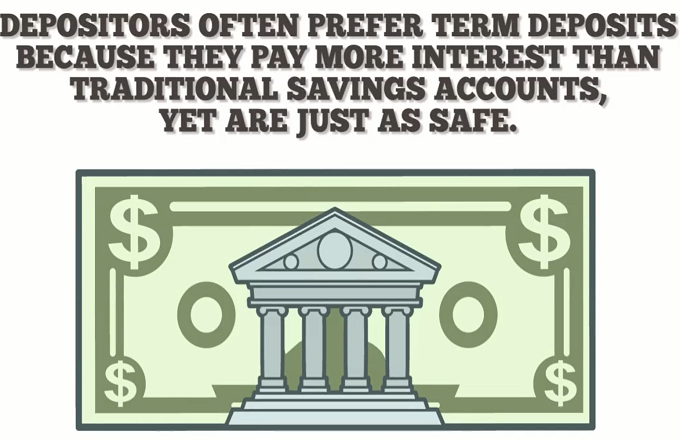 DEPOSITORS OFTEN PREFER TERM DEPOSITS
BECAUSE THEY PAY MORE INTEREST THAN
TRADITIONAL SAVINGS ACCOUNTS,
YET ARE JUST AS SAFE.
$ $
$ $